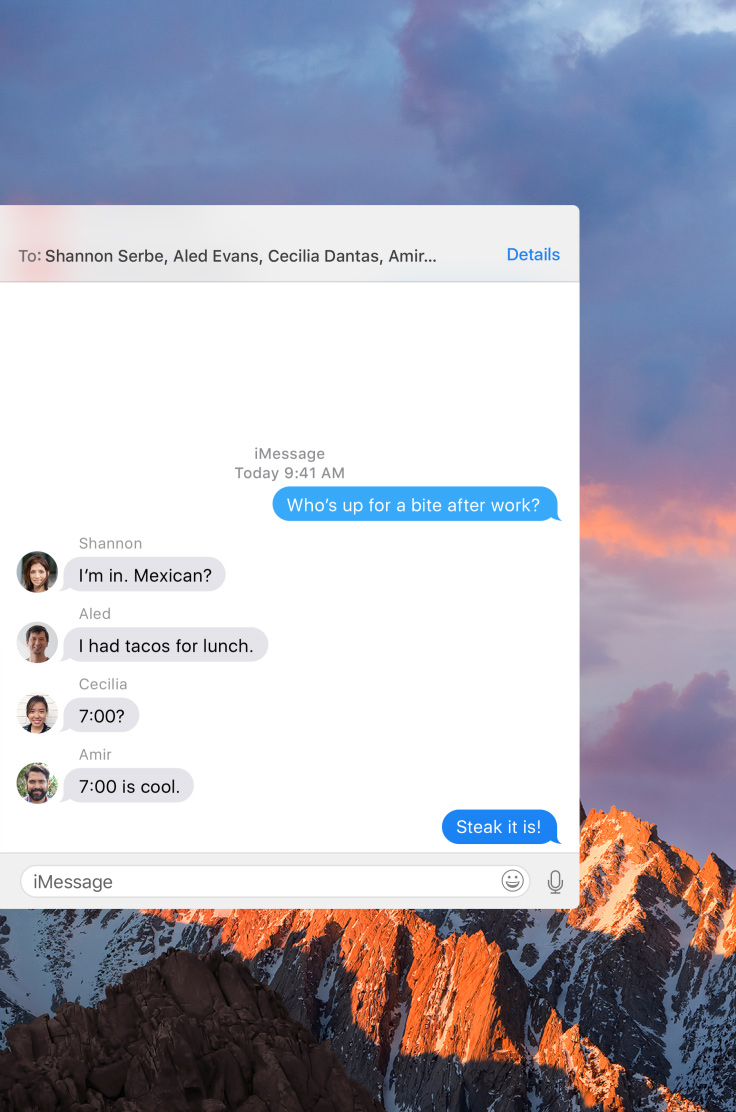 To: Shannon Serbe, Aled Evans, Cecilia Dantas, Amir... Details
iMessage
Today 9:41 AM
Who’s up for a bite after work?
Shannon
I’m in. Mexican?
Aled
I had tacos for lunch.
Cecilia
7:00?
Amir
7:00 is cool.
Steak it is!
iMessage